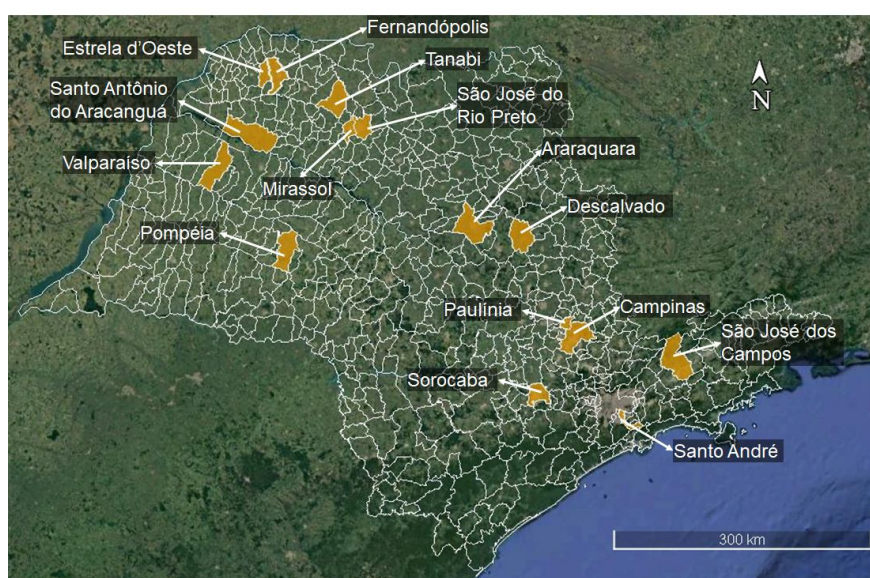 Fernandópolis
Estrela d'Oeste
Tanabi
Santo Antônio
do Aracanguá
São José do
Rio Preto
N
Araraquara
Valparaíso
Mirassol
Descalvado
Pompéia
Paulínia
Campinas
São José dos
Campos
Sorocaba
Santo André
300 km